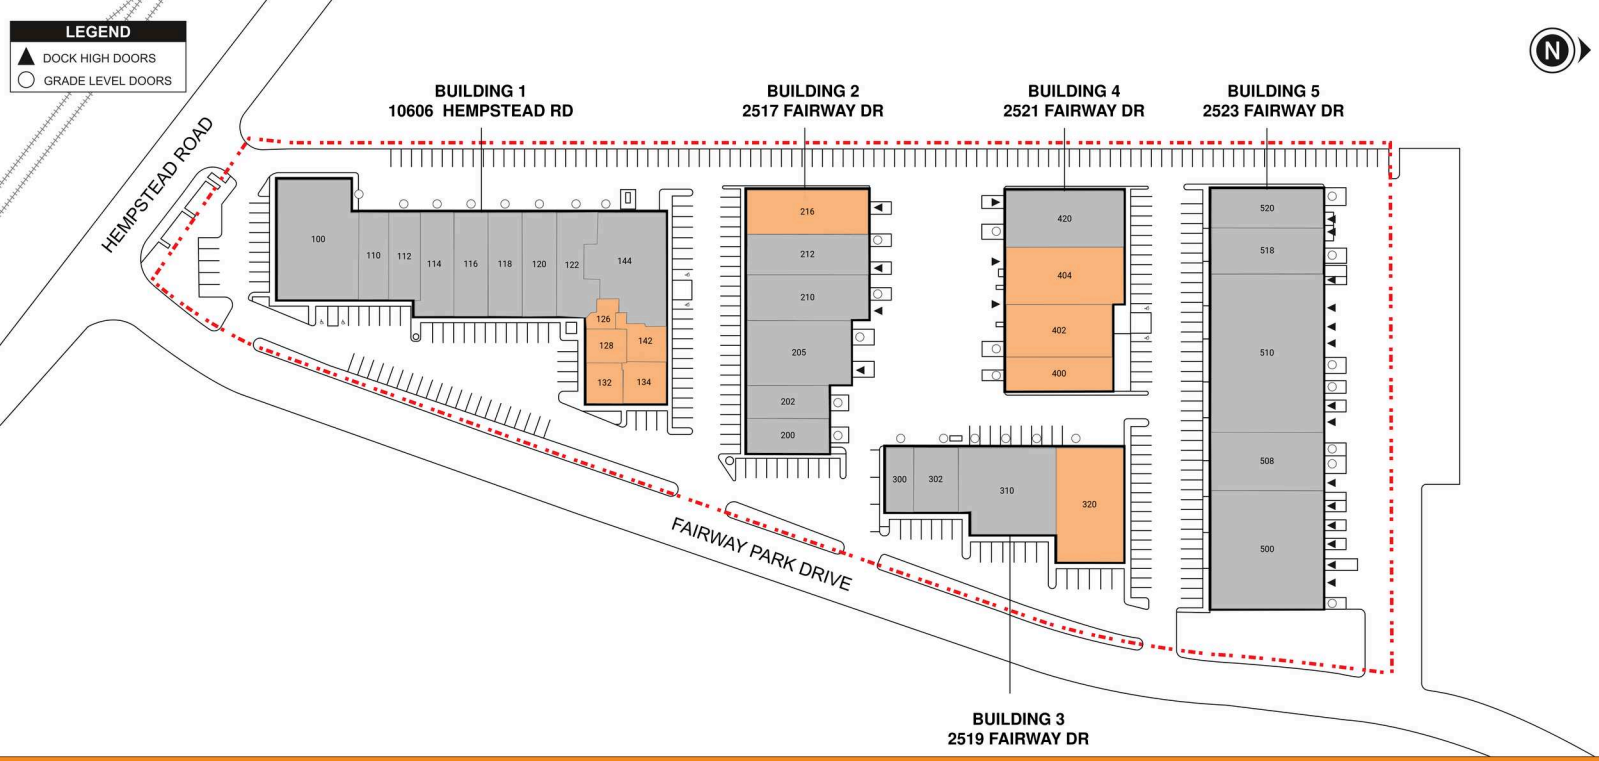 LEGEND
DOCK HIGH DOORS
GRADE LEVEL DOORS
N
BUILDING 1
10606 HEMPSTEAD RD
BUILDING 2
2517 FAIRWAY DR
BUILDING 4
2521 FAIRWAY DR
BUILDING 5
2523 FAIRWAY DR
HEMPSTEAD ROAD
100
110
112
114
116
118
120
122
144
126
128
142
132
134
216
212
210
205
202
200
420
404
402
400
300
302
310
320
520
518
510
508
500
FAIRWAY PARK DRIVE
BUILDING 3
2519 FAIRWAY DR